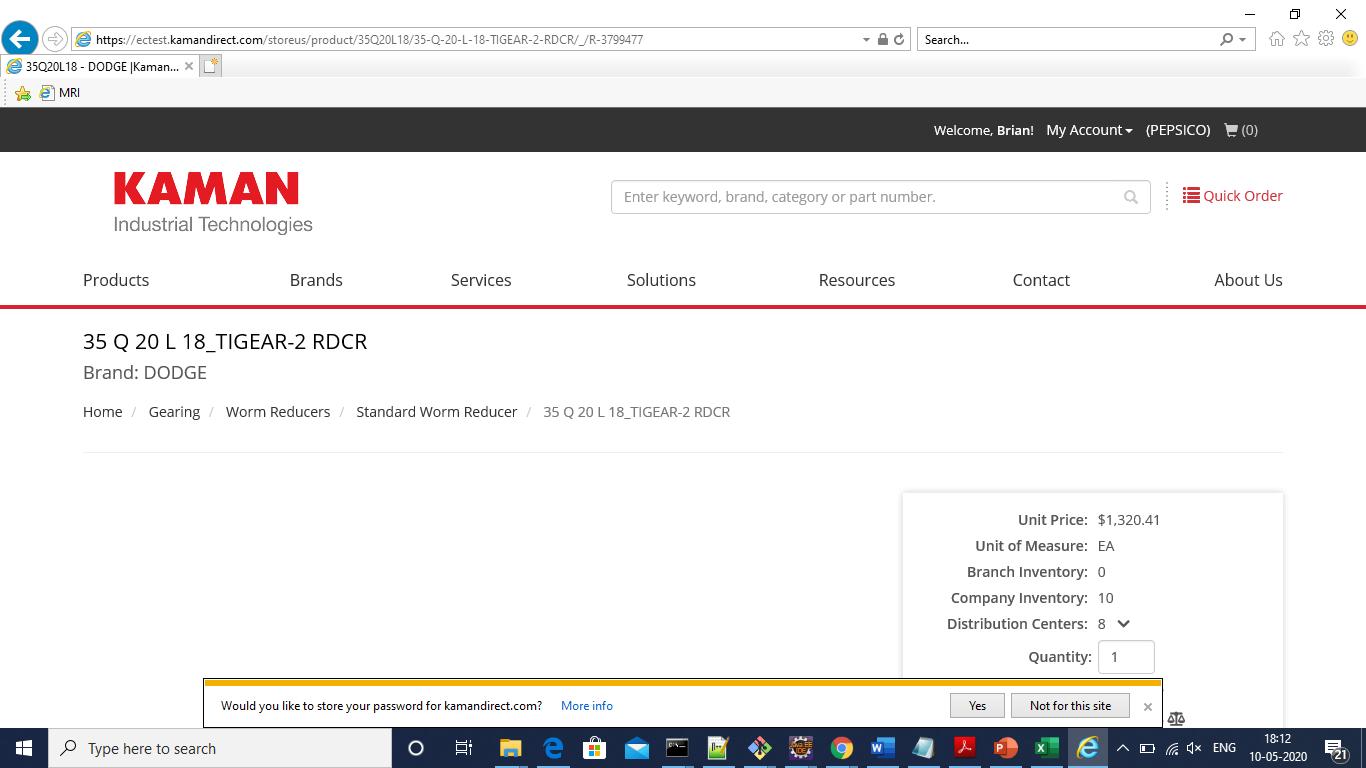 https://ectest.kamandirect.com/storeus/product/35Q20L18/35-Q-20-L-18-TIGEAR-2-RDCR/_/R-3799477
Search...
35Q20L18 - DODGE |Kaman...
MRI
Welcome, Brian! My Account (PEPSICO) (0)
KAMAN
Industrial Technologies
Enter keyword, brand, category or part number.
Quick Order
Products Brands Services Solutions Resources Contact About Us
35 Q 20 L 18_TIGEAR-2 RDCR
Brand: DODGE
Home / Gearing / Worm Reducers / Standard Worm Reducer / 35 Q 20 L 18_TIGEAR-2 RDCR
Unit Price: $1,320.41
Unit of Measure: EA
Branch Inventory: 0
Company Inventory: 10
Distribution Centers: 8
Quantity: 1
Would you like to store your password for kamandirect.com? More info Yes Not for this site
Type here to search
ENG
18:12
10-05-2020
21